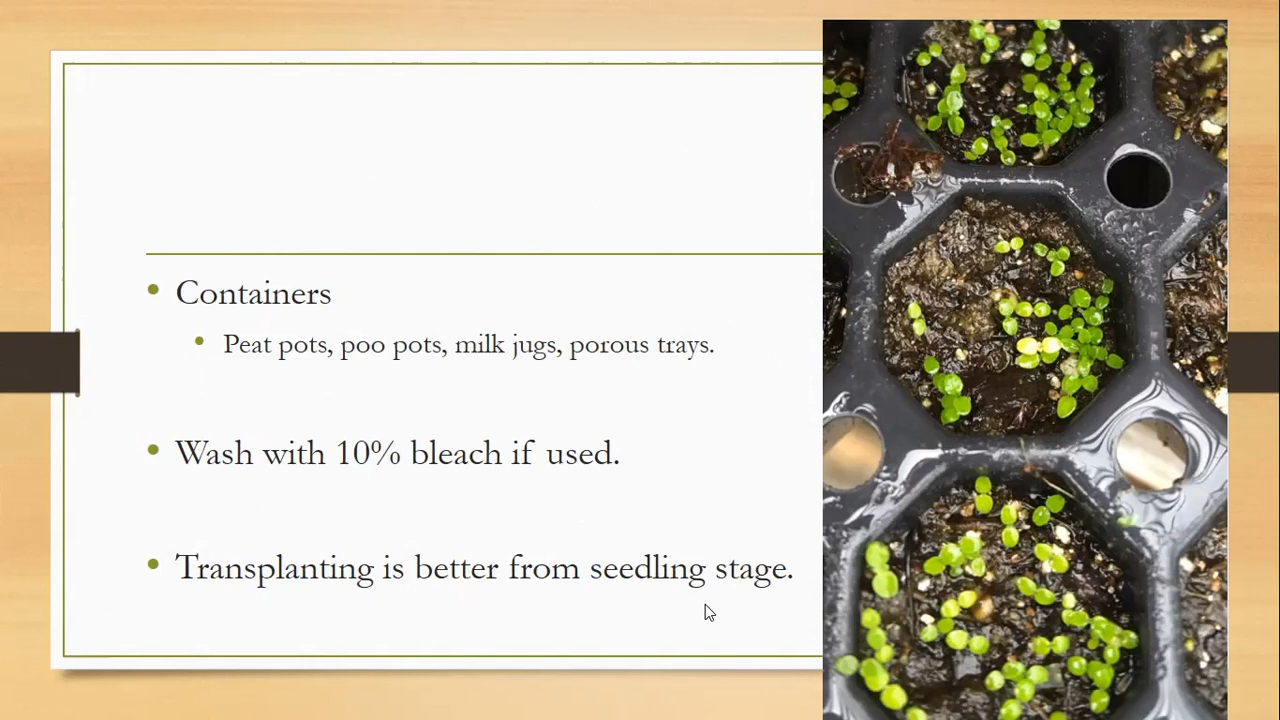 Containers
Peat pots, poo pots, milk jugs, porous trays.
Wash with 10% bleach if used.
Transplanting is better from seedling stage.